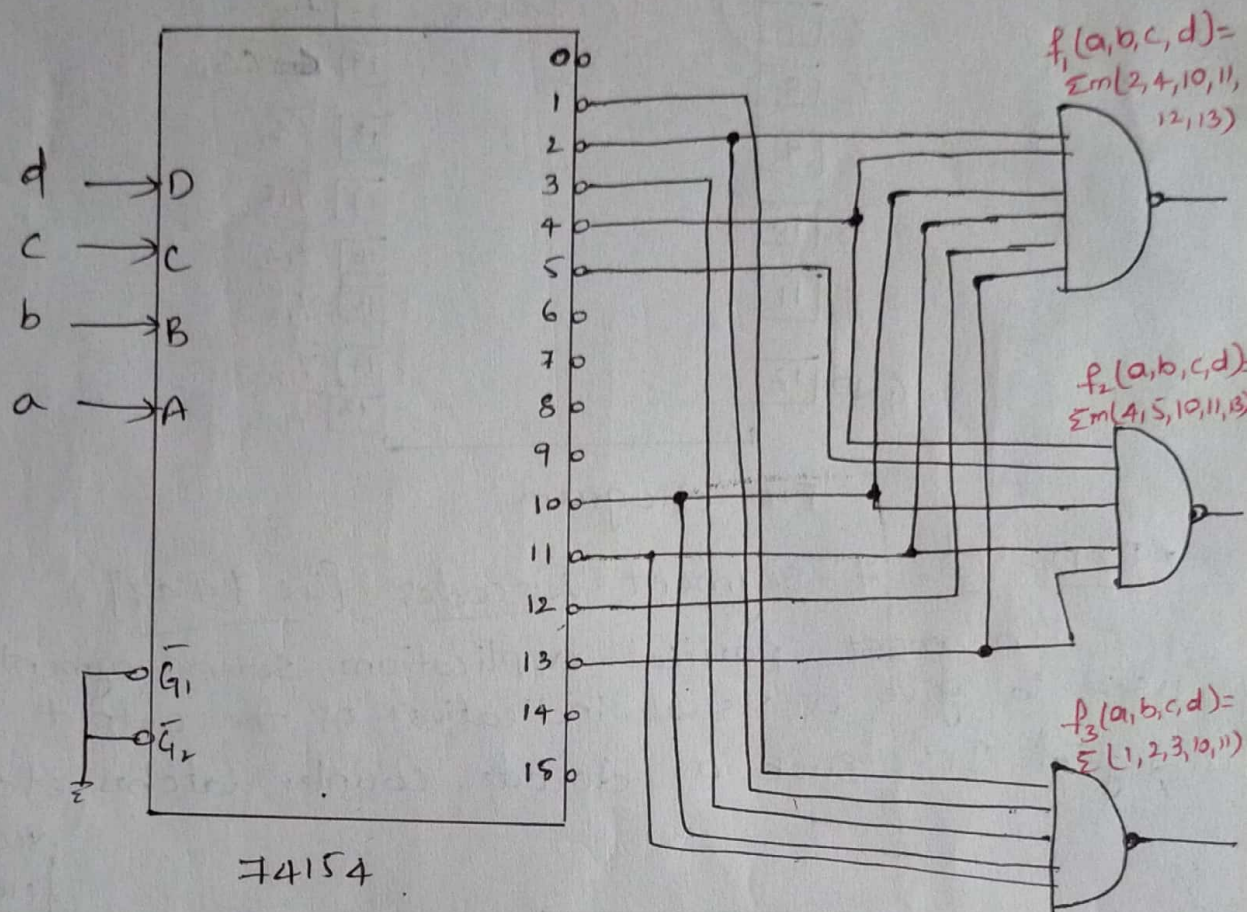 f₁(a,b,c,d)=
Σm(2,4,10,11,
12,13)
0
1
2
3
4
5
6
7
8
9
10
11
12
13
14
15
d D
c C
b B
a A
G̅₁
G̅₂
74154
f₂(a,b,c,d)=
Σm(4,5,10,11,13)
f₃(a,b,c,d)=
Σ(1,2,3,10,11)